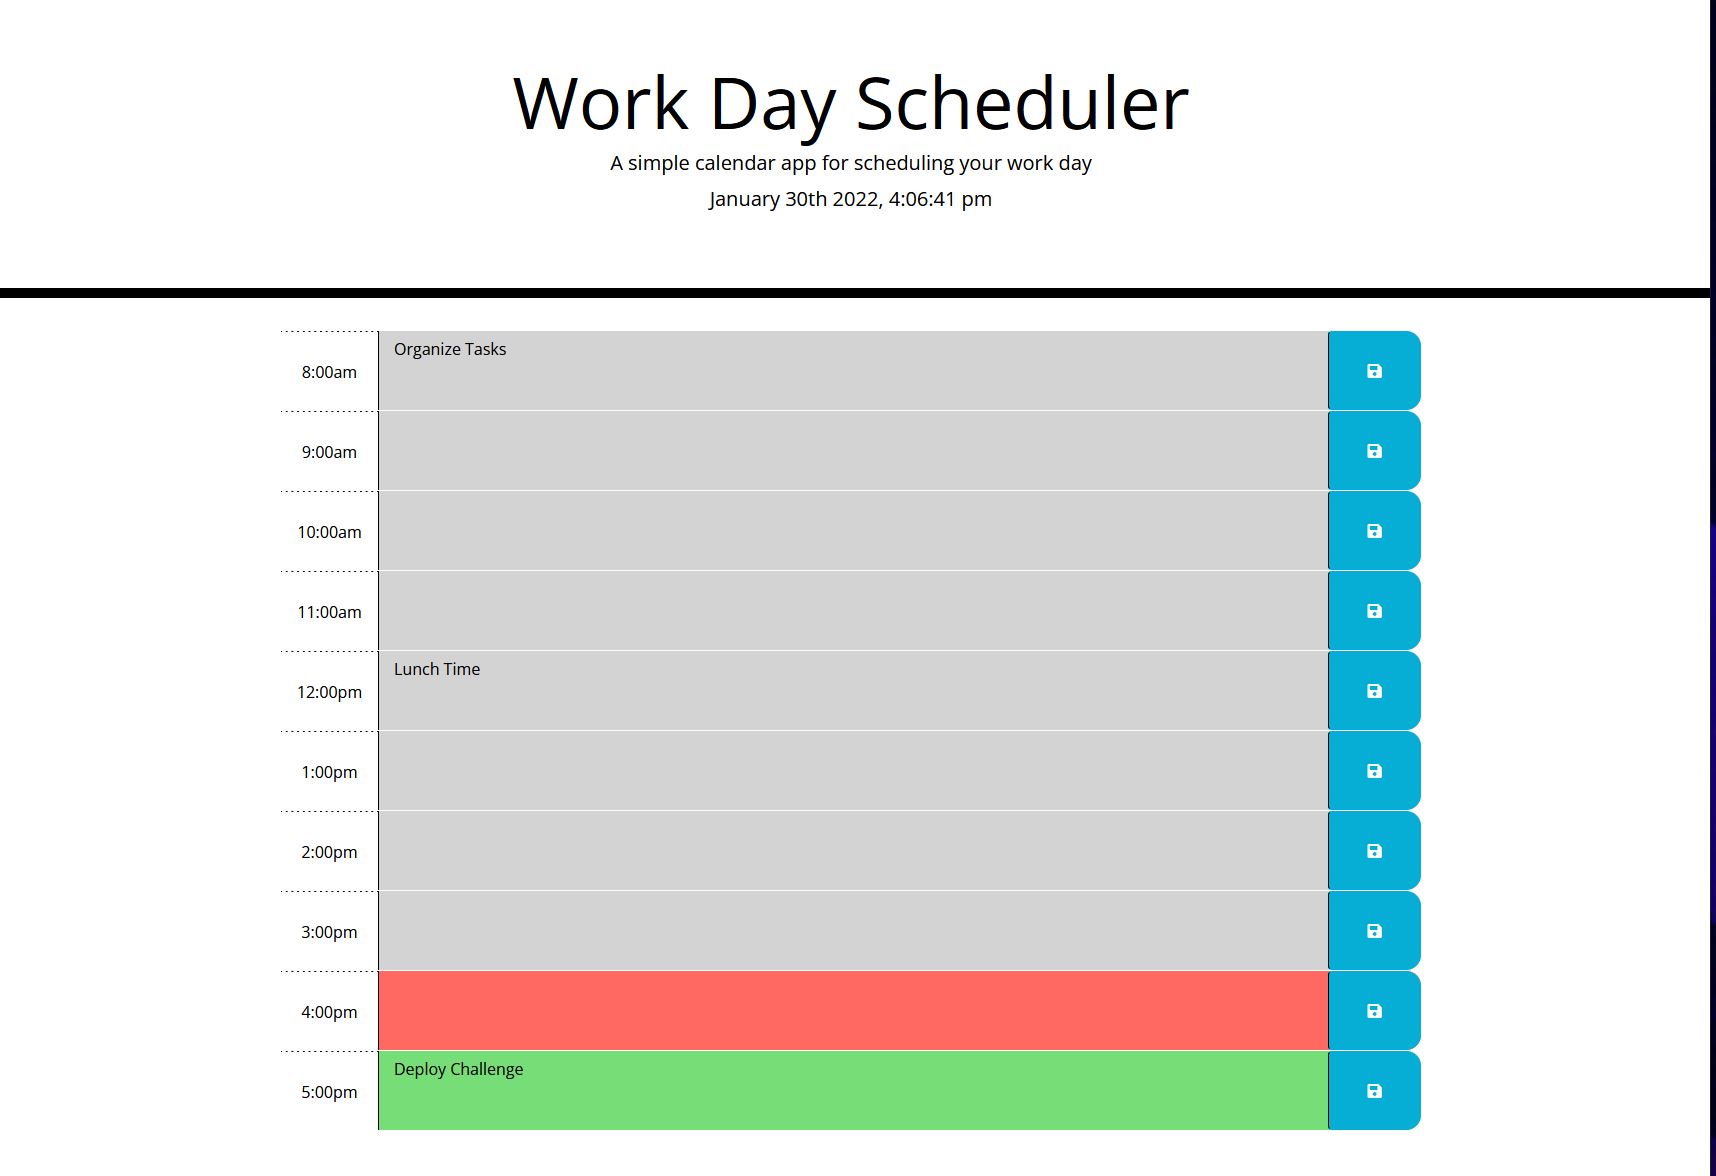 Work Day Scheduler
A simple calendar app for scheduling your work day
January 30th 2022, 4:06:41 pm
8:00am Organize Tasks
9:00am
10:00am
11:00am
12:00pm Lunch Time
1:00pm
2:00pm
3:00pm
4:00pm
5:00pm Deploy Challenge